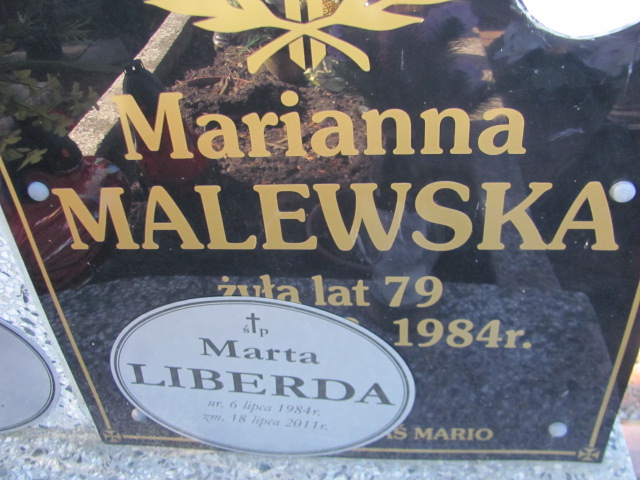 Marianna
MALEWSKA
żyła lat 79
1984r.
ś†p
Marta
LIBERDA
ur. 6 lipca 1984r.
zm. 18 lipca 2011r.
MARIO